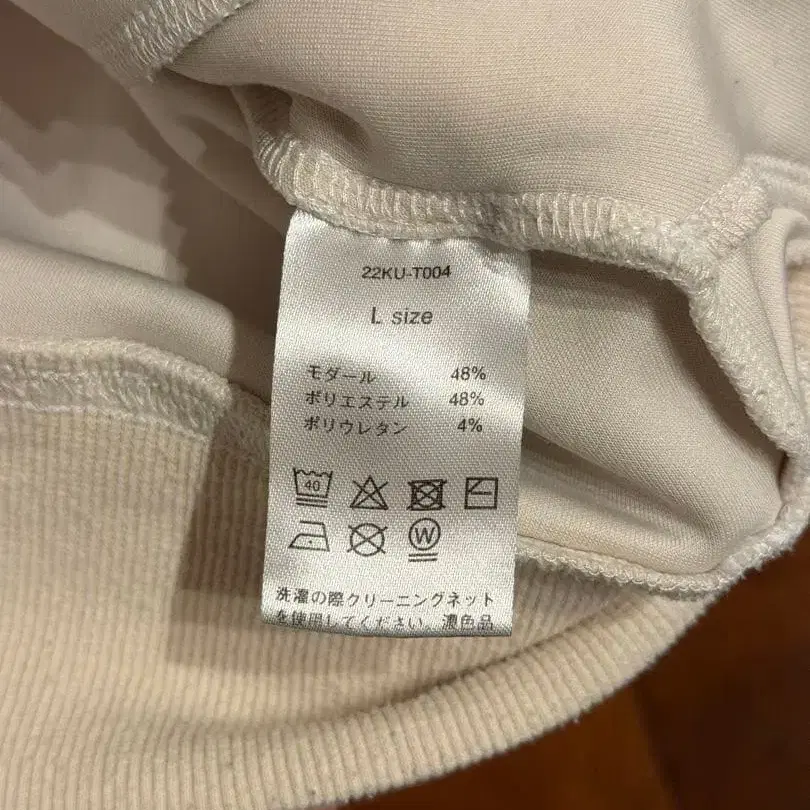 22KU-T004
L size
モダール 48%
ポリエステル 48%
ポリウレタン 4%
40
W
洗濯の際クリーニングネット
を使用してください。濃色品